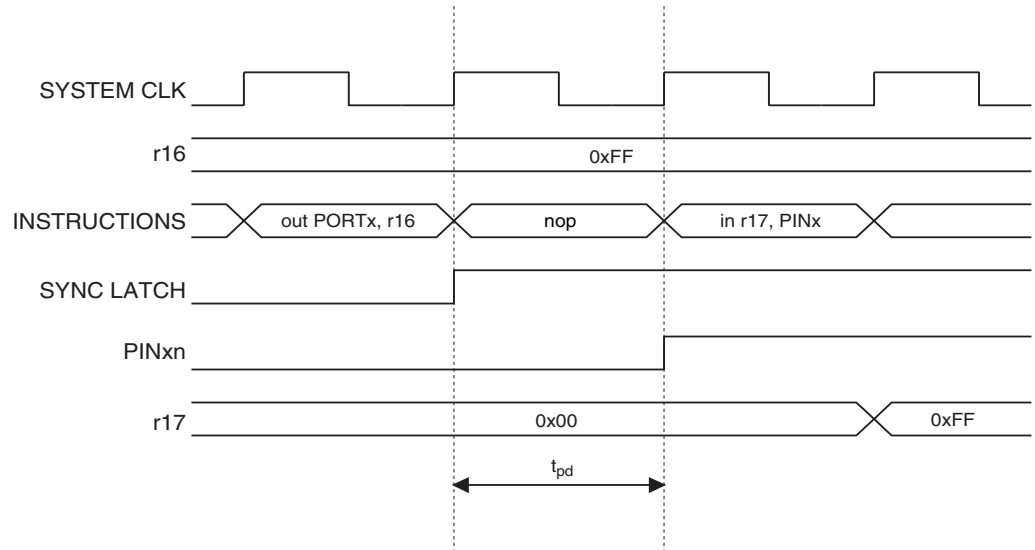 SYSTEM CLK
r16
0xFF
INSTRUCTIONS
out PORTx, r16
nop
in r17, PINx
SYNC LATCH
PINxn
r17
0x00
0xFF
tpd